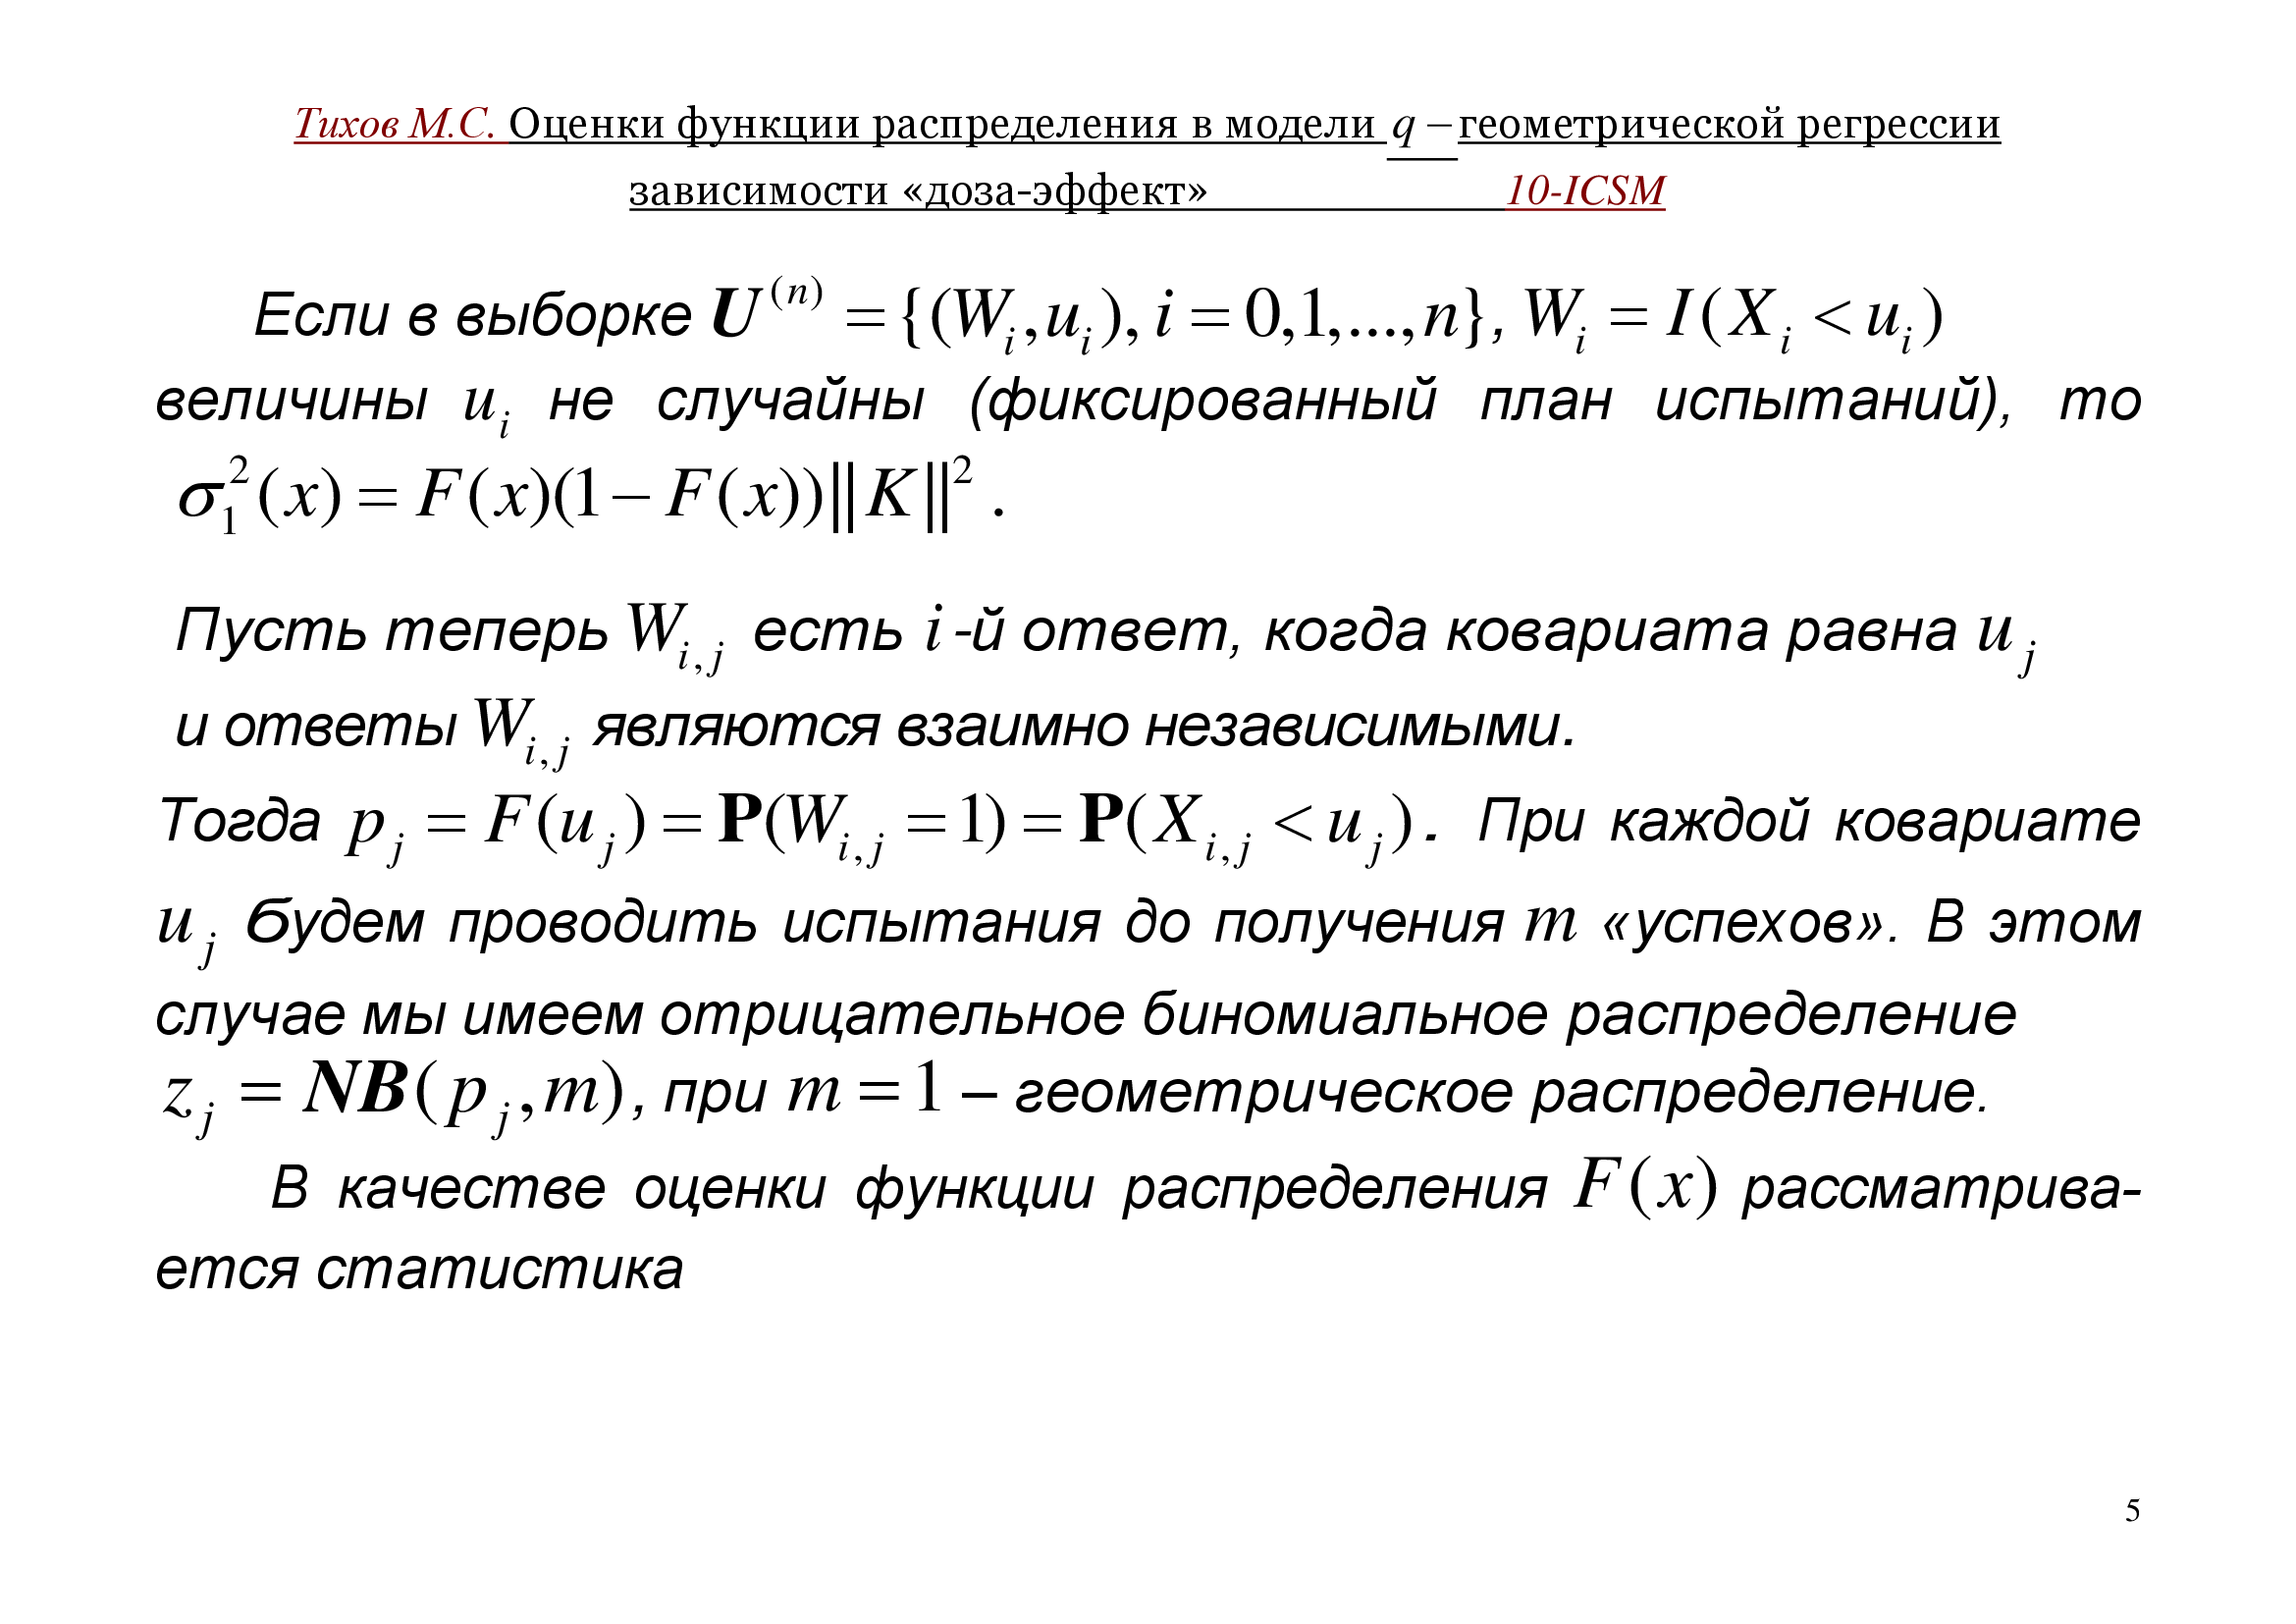 Тихов М.С. Оценки функции распределения в модели q – геометрической регрессии
зависимости «доза-эффект» 10-ICSM
Если в выборке U^{(n)} = {(W_i, u_i), i = 0,1,..., n}, W_i = I(X_i < u_i)
величины u_i не случайны (фиксированный план испытаний), то
σ_1^2(x) = F(x)(1 − F(x))||K||^2.
Пусть теперь W_{i,j} есть i-й ответ, когда ковариата равна u_j
и ответы W_{i,j} являются взаимно независимыми.
Тогда p_j = F(u_j) = P(W_{i,j} = 1) = P(X_{i,j} < u_j). При каждой ковариате
u_j будем проводить испытания до получения m «успехов». В этом
случае мы имеем отрицательное биномиальное распределение
z_j = NB(p_j, m), при m = 1 – геометрическое распределение.
В качестве оценки функции распределения F(x) рассматрива-
ется статистика
5